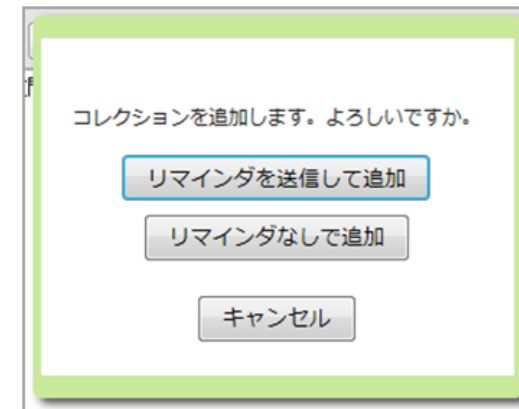 コレクションを追加します。よろしいですか。
リマインダを送信して追加
リマインダなしで追加
キャンセル